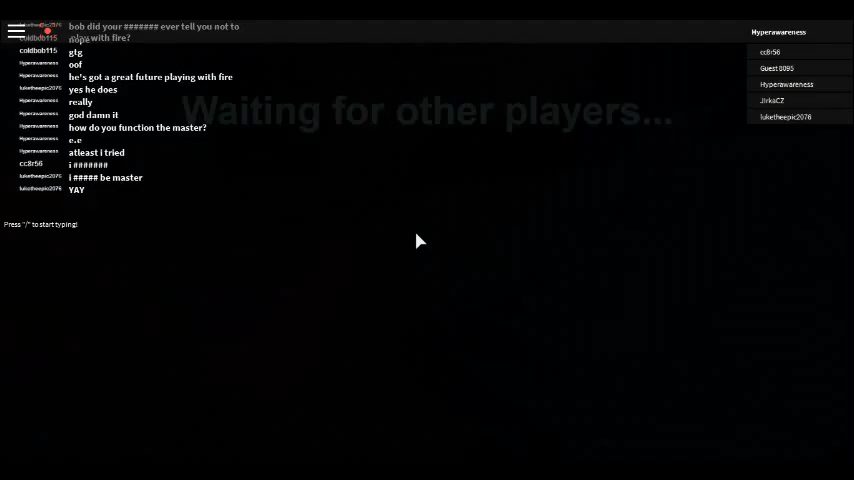 luketheepic2076 bob did your ####### ever tell you not to
play with fire?
coldbob115 nope
coldbob115 gtg
Hyperawareness oof
Hyperawareness he's got a great future playing with fire
luketheepic2076 yes he does
Hyperawareness really
Hyperawareness god damn it
Hyperawareness how do you function the master?
Hyperawareness e.e
Hyperawareness atleast i tried
cc8r56 i #######
luketheepic2076 i ##### be master
luketheepic2076 YAY
Press "/" to start typing!
Waiting for other players...
Hyperawareness
cc8r56
Guest 8095
Hyperawareness
JirkaCZ
luketheepic2076